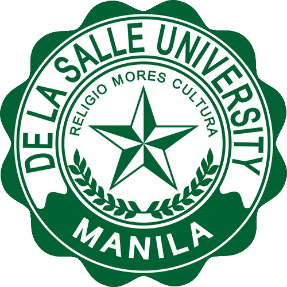 DE LA SALLE UNIVERSITY
RELIGIO MORES CULTURA
MANILA